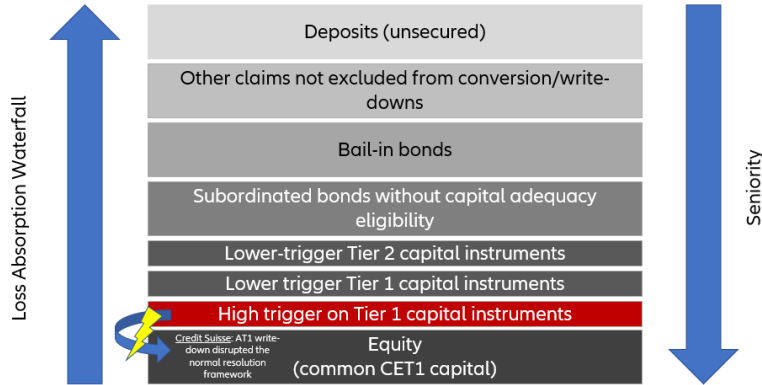 Loss Absorption Waterfall
Deposits (unsecured)
Other claims not excluded from conversion/write-
downs
Bail-in bonds
Subordinated bonds without capital adequacy
eligibility
Lower-trigger Tier 2 capital instruments
Lower trigger Tier 1 capital instruments
High trigger on Tier 1 capital instruments
Credit Suisse: AT1 write-
down disrupted the
normal resolution
framework
Equity
(common CET1 capital)
Seniority